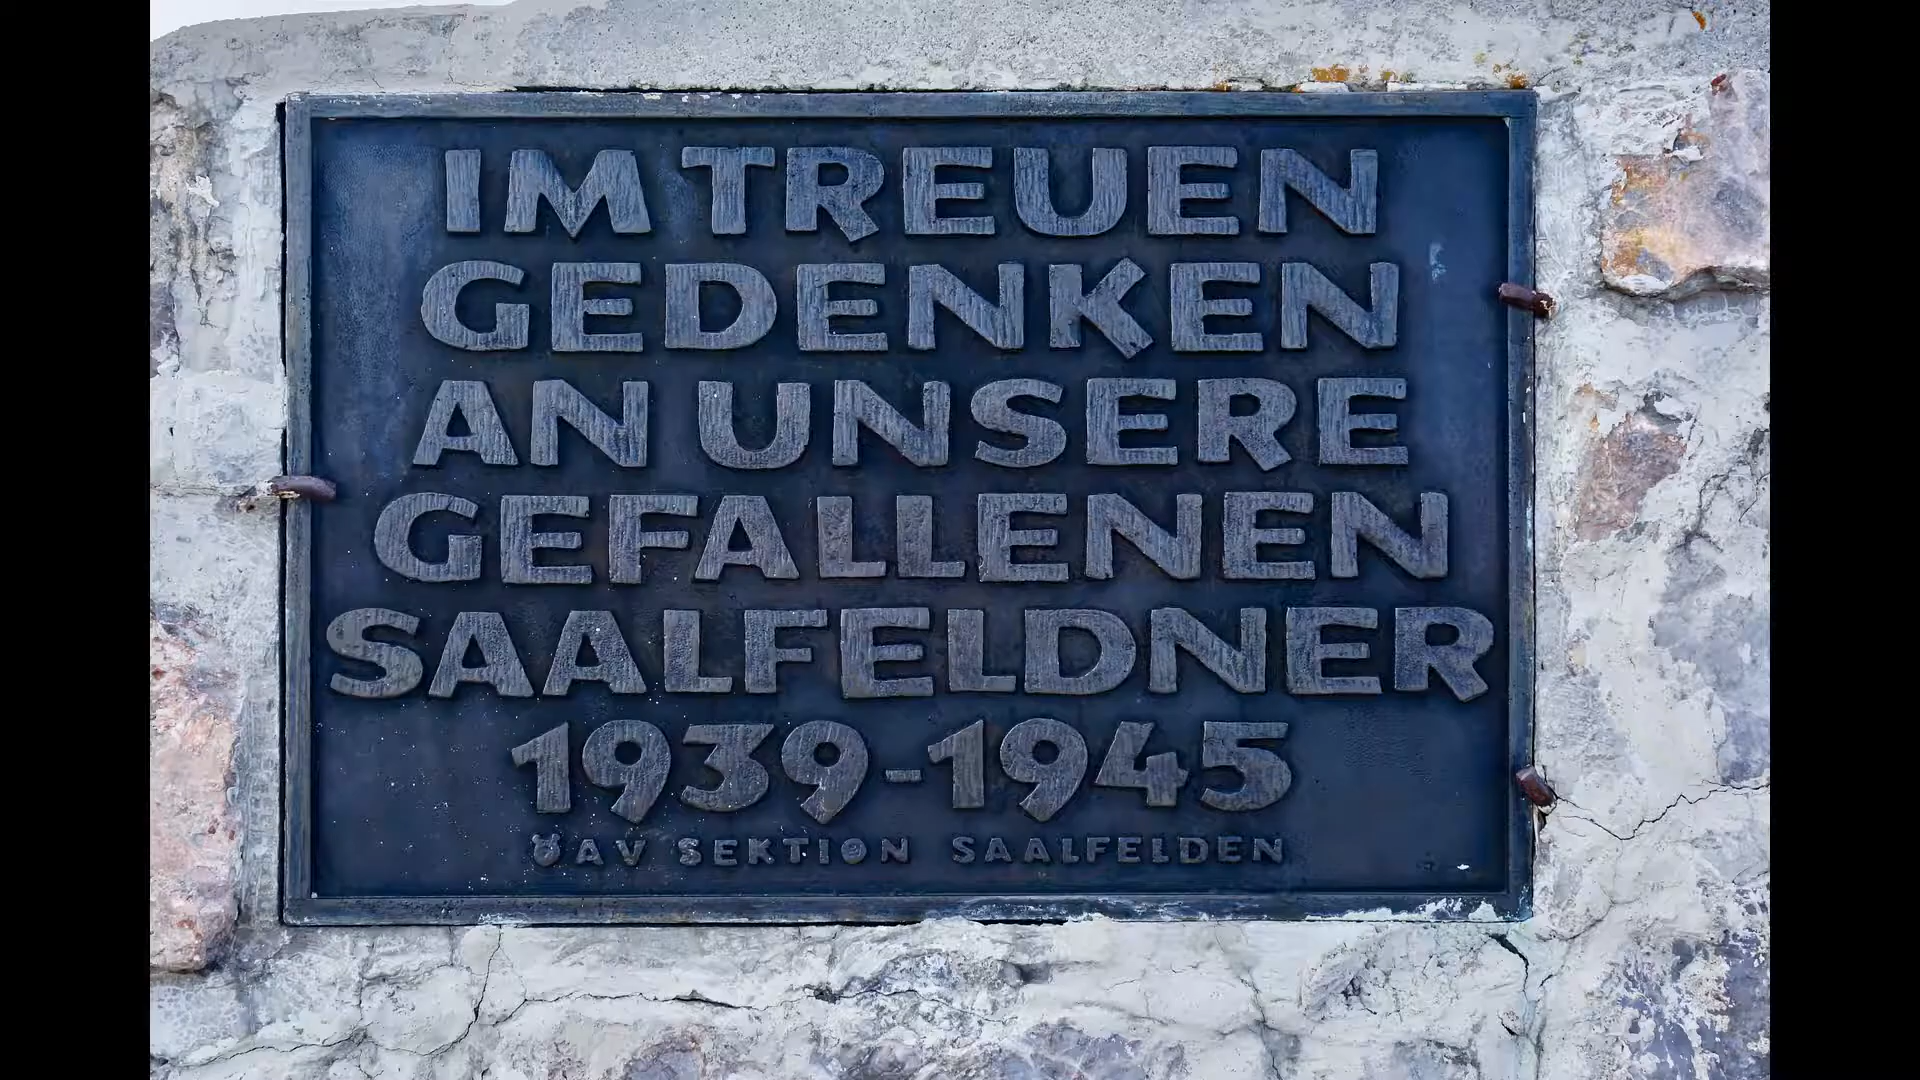 IM TREUEN
GEDENKEN
AN UNSERE
GEFALLENEN
SAALFELDNER
1939-1945
ÖAV SEKTION SAALFELDEN